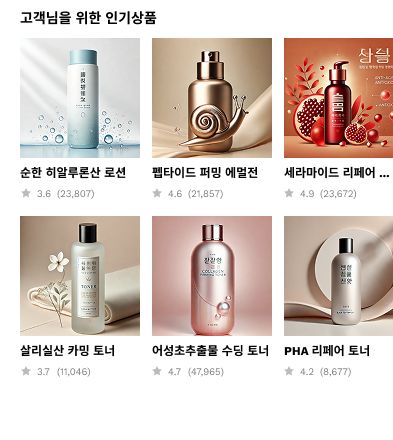 고객님을 위한 인기상품
순한 히알루론산 로션
3.6 (23,807)
펩타이드 퍼밍 에멀전
4.6 (21,857)
세라마이드 리페어 ...
4.9 (23,672)
TONER
COLLAGEN
살리실산 카밍 토너
3.7 (11,046)
어성초추출물 수딩 토너
4.7 (47,965)
PHA 리페어 토너
4.2 (8,677)